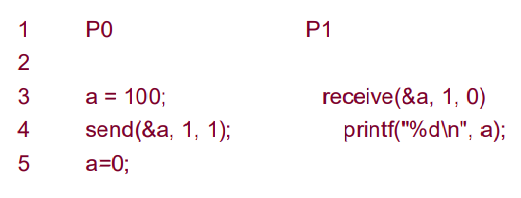 1 P0 P1
2
3 a = 100; receive(&a, 1, 0)
4 send(&a, 1, 1); printf("%d\n", a);
5 a=0;